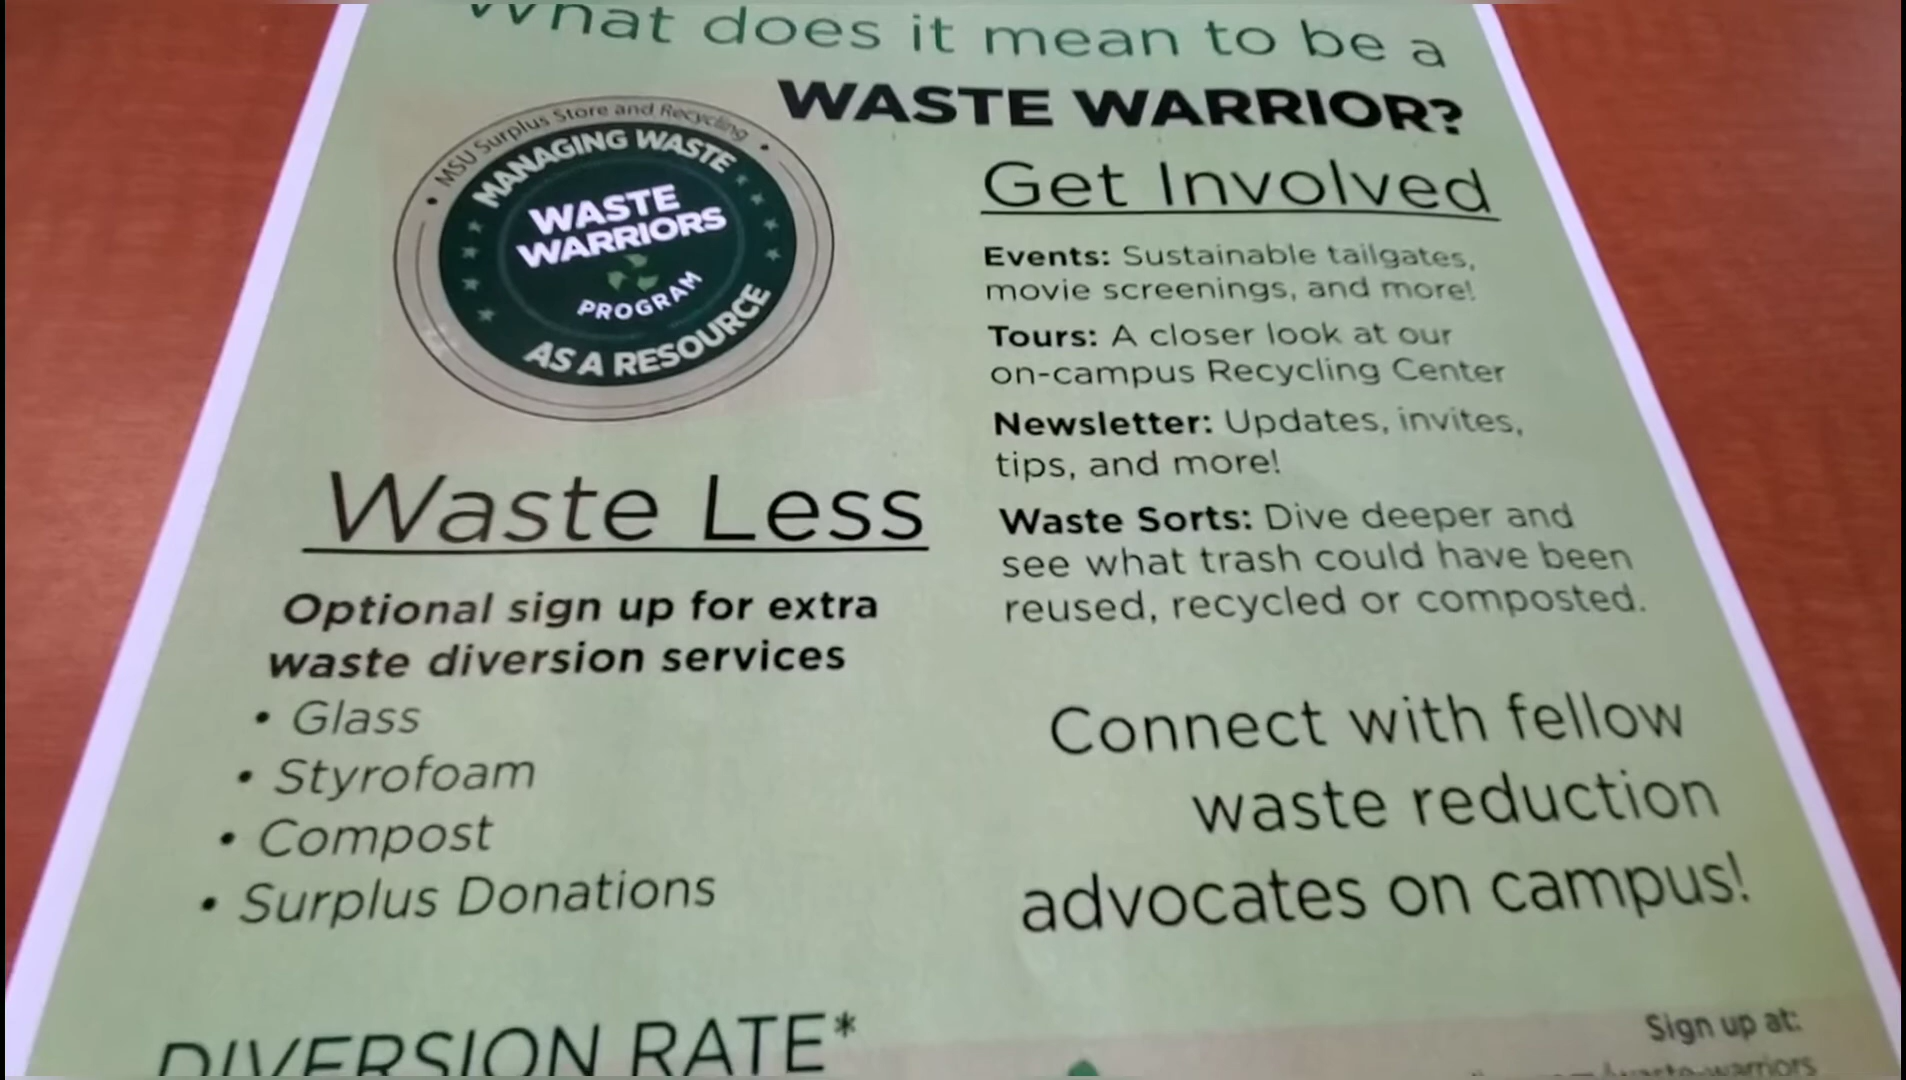 What does it mean to be a
WASTE WARRIOR?
MSU Surplus Store and Recycling
MANAGING WASTE
WASTE
WARRIORS
PROGRAM
AS A RESOURCE
Waste Less
Optional sign up for extra
waste diversion services
• Glass
• Styrofoam
• Compost
• Surplus Donations
Get Involved
Events: Sustainable tailgates,
movie screenings, and more!
Tours: A closer look at our
on-campus Recycling Center
Newsletter: Updates, invites,
tips, and more!
Waste Sorts: Dive deeper and
see what trash could have been
reused, recycled or composted.
Connect with fellow
waste reduction
advocates on campus!
DIVERSION RATE*
Sign up at:
/waste-warriors